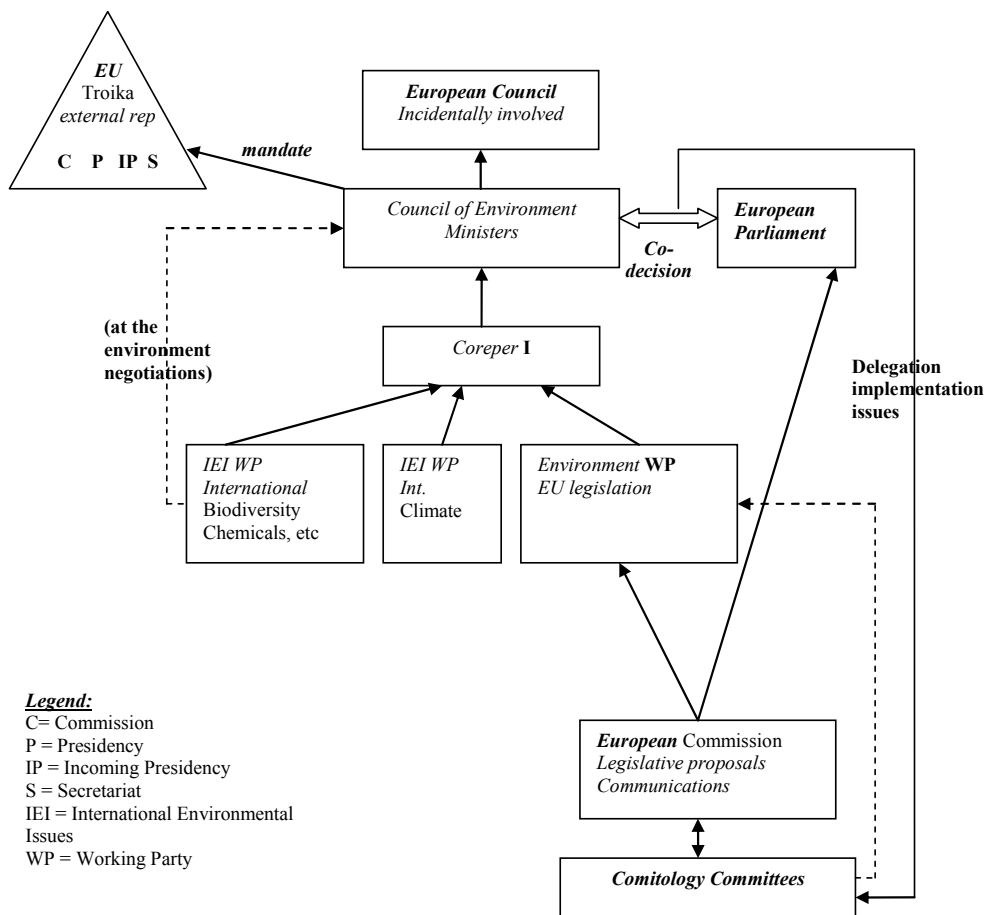 EU
Troika
external rep
C P IP S
European Council
Incidentally involved
mandate
Council of Environment
Ministers
European
Parliament
Co-
decision
(at the
environment
negotiations)
Coreper I
Delegation
implementation
issues
IEI WP
International
Biodiversity
Chemicals, etc
IEI WP
Int.
Climate
Environment WP
EU legislation
Legend:
C= Commission
P = Presidency
IP = Incoming Presidency
S = Secretariat
IEI = International Environmental
Issues
WP = Working Party
European Commission
Legislative proposals
Communications
Comitology Committees